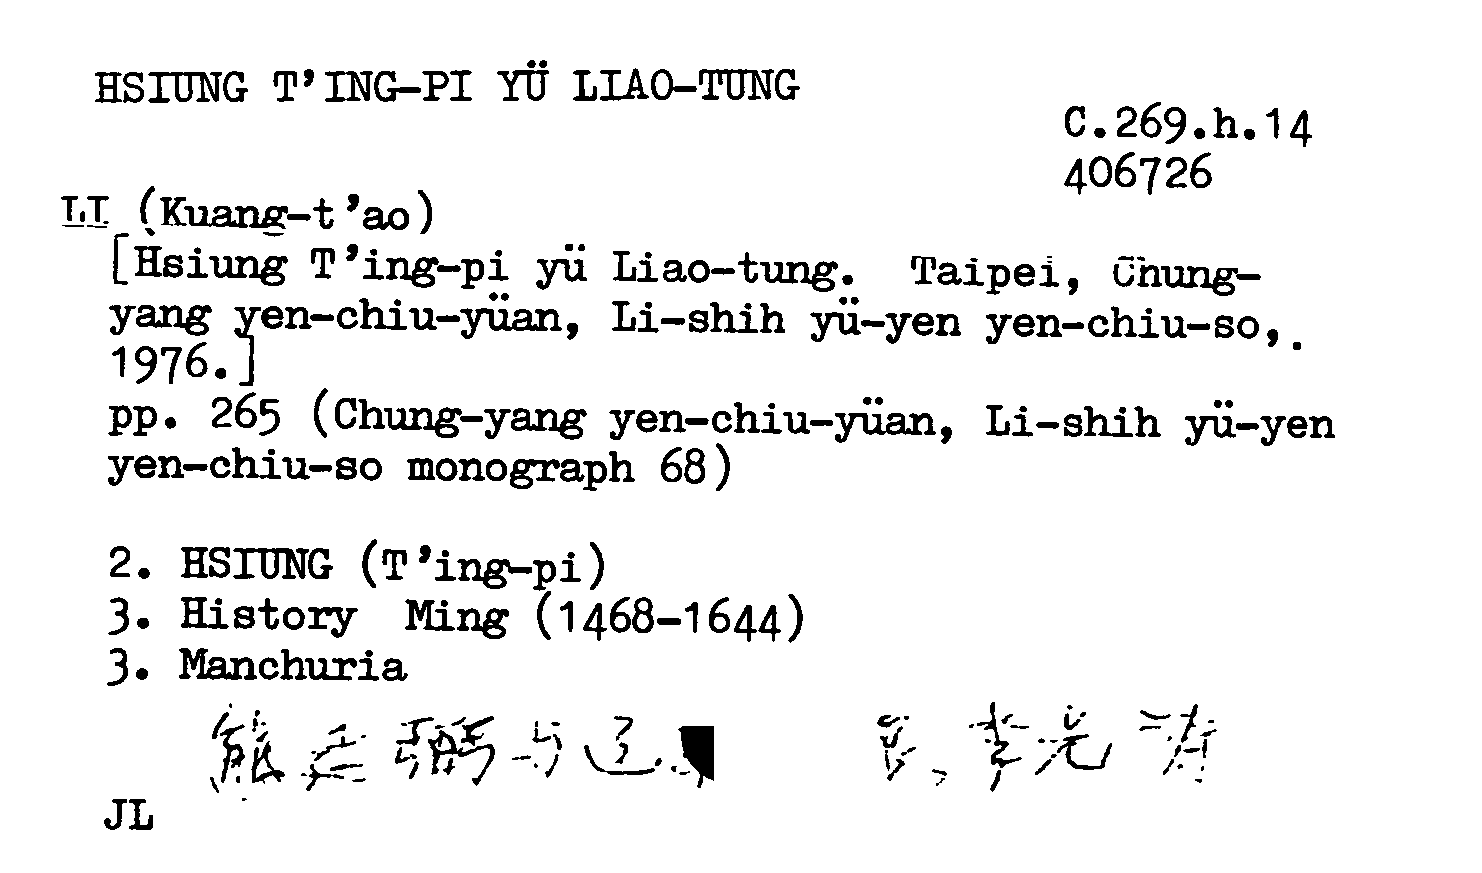 HSIUNG T'ING-PI YÜ LIAO-TUNG
C.269.h.14
406726
LI (Kuang-t'ao)
[Hsiung T'ing-pi yü Liao-tung. Taipei, Chung-
yang yen-chiu-yüan, Li-shih yü-yen yen-chiu-so,.
1976.]
pp. 265 (Chung-yang yen-chiu-yüan, Li-shih yü-yen
yen-chiu-so monograph 68)
2. HSIUNG (T'ing-pi)
3. History Ming (1468-1644)
3. Manchuria
熊廷弼与辽 李光涛
JL